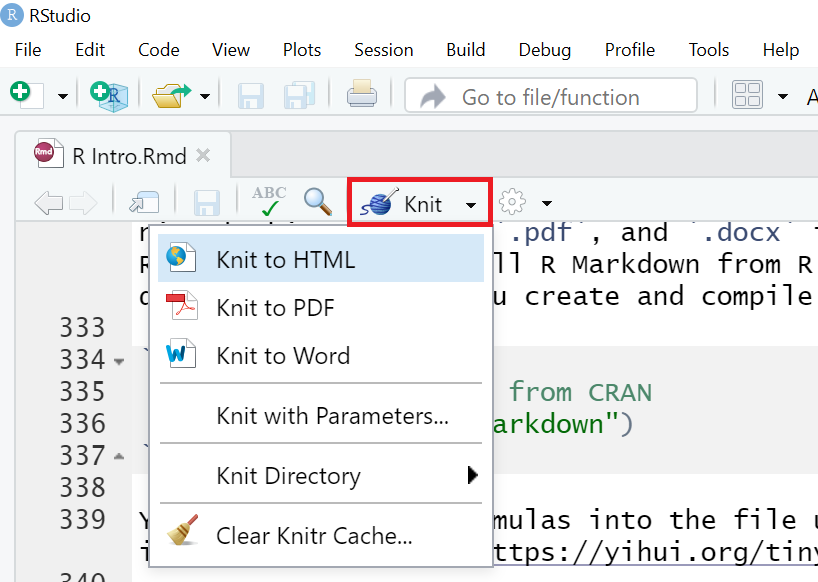 R RStudio
File Edit Code View Plots Session Build Debug Profile Tools Help
R Go to file/function A
Rmd R Intro.Rmd
ABC Knit
`.pdf`, and `.docx`
Knit to HTML
R ll R Markdown from R
u create and compile
Knit to PDF
333
334 `
W Knit to Word
335 from CRAN
336 arkdown")
Knit with Parameters...
337 `
Knit Directory
338
339 Y mulas into the file
Clear Knitr Cache...
i ttps://yihui.org/tiny
340